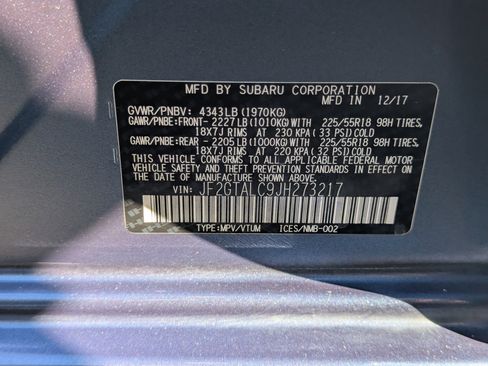 MFD BY SUBARU CORPORATION
MFD IN 12/17
GVWR/PNBV: 4343LB(1970KG)
GAWR/PNBE:FRONT-2227LB(1010KG)WITH 225/55R18 98H TIRES,
18X7J RIMS AT 230 KPA( 33 PSI)COLD
GAWR/PNBE:REAR -2205LB(1000KG)WITH 225/55R18 98H TIRES,
18X7J RIMS AT 220 KPA( 32 PSI)COLD
THIS VEHICLE CONFORMS TO ALL APPLICABLE FEDERAL MOTOR
VEHICLE SAFETY AND THEFT PREVENTION STANDARDS IN EFFECT
ON THE DATE OF MANUFACTURE SHOWN ABOVE.
VIN: JF2GTALC9JH273217
TYPE:MPV/VTUM ICES/NMB-002